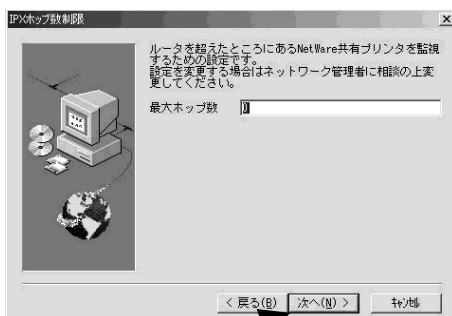 IPXホップ数制限
ルータを超えたところにあるNetWare共有プリンタを監視
するための設定です。
設定を変更する場合はネットワーク管理者に相談の上変
更してください。
最大ホップ数 0
< 戻る(B) 次へ(N) > キャンセル